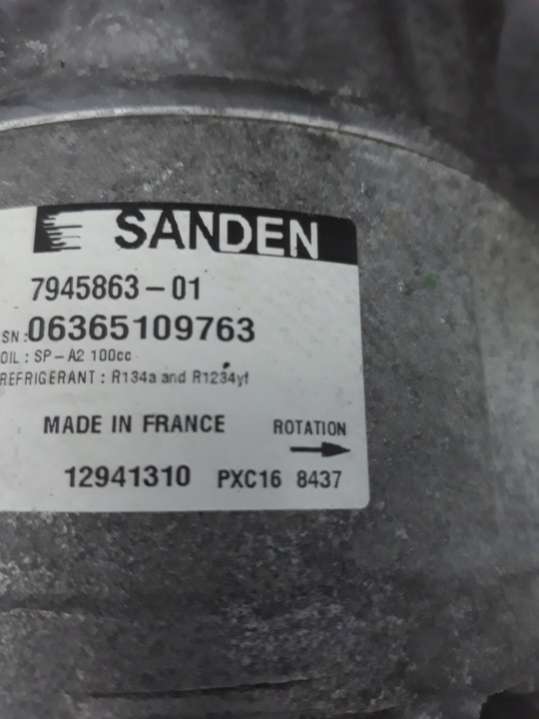 SANDEN
7945863-01
SN:06365109763
OIL : SP-A2 100cc
REFRIGERANT : R134a and R1234yf
MADE IN FRANCE
ROTATION
12941310 PXC16 8437